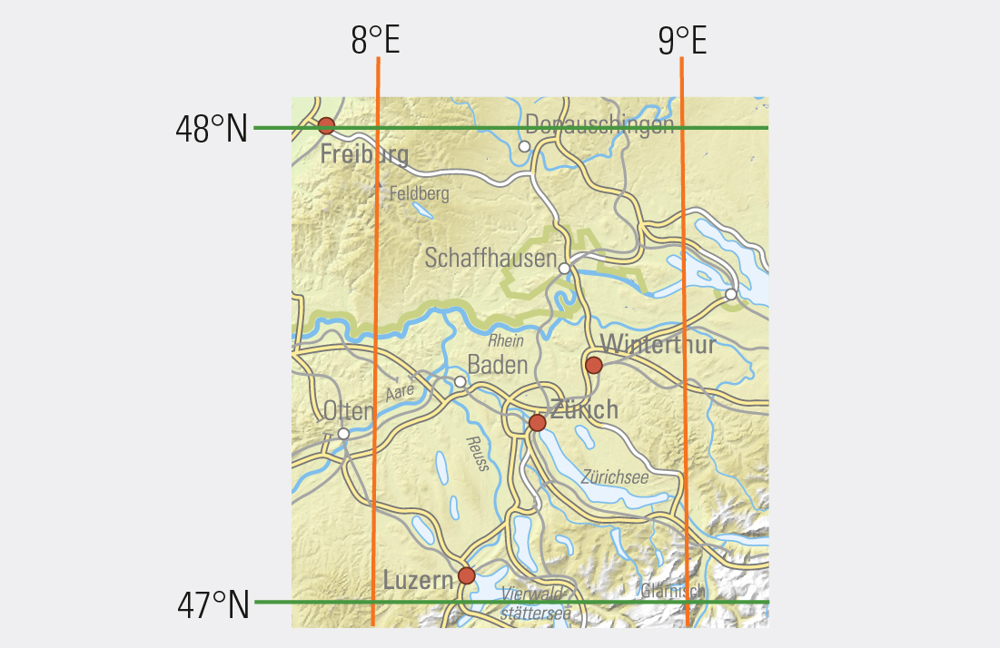 8°E
9°E
48°N
Donauschingen
Freiburg
Feldberg
Schaffhausen
Rhein
Winterthur
Baden
Aare
Olten
Zürich
Reuss
Zürichsee
Luzern
Vierwald-
stättersee
Glärnisch
47°N